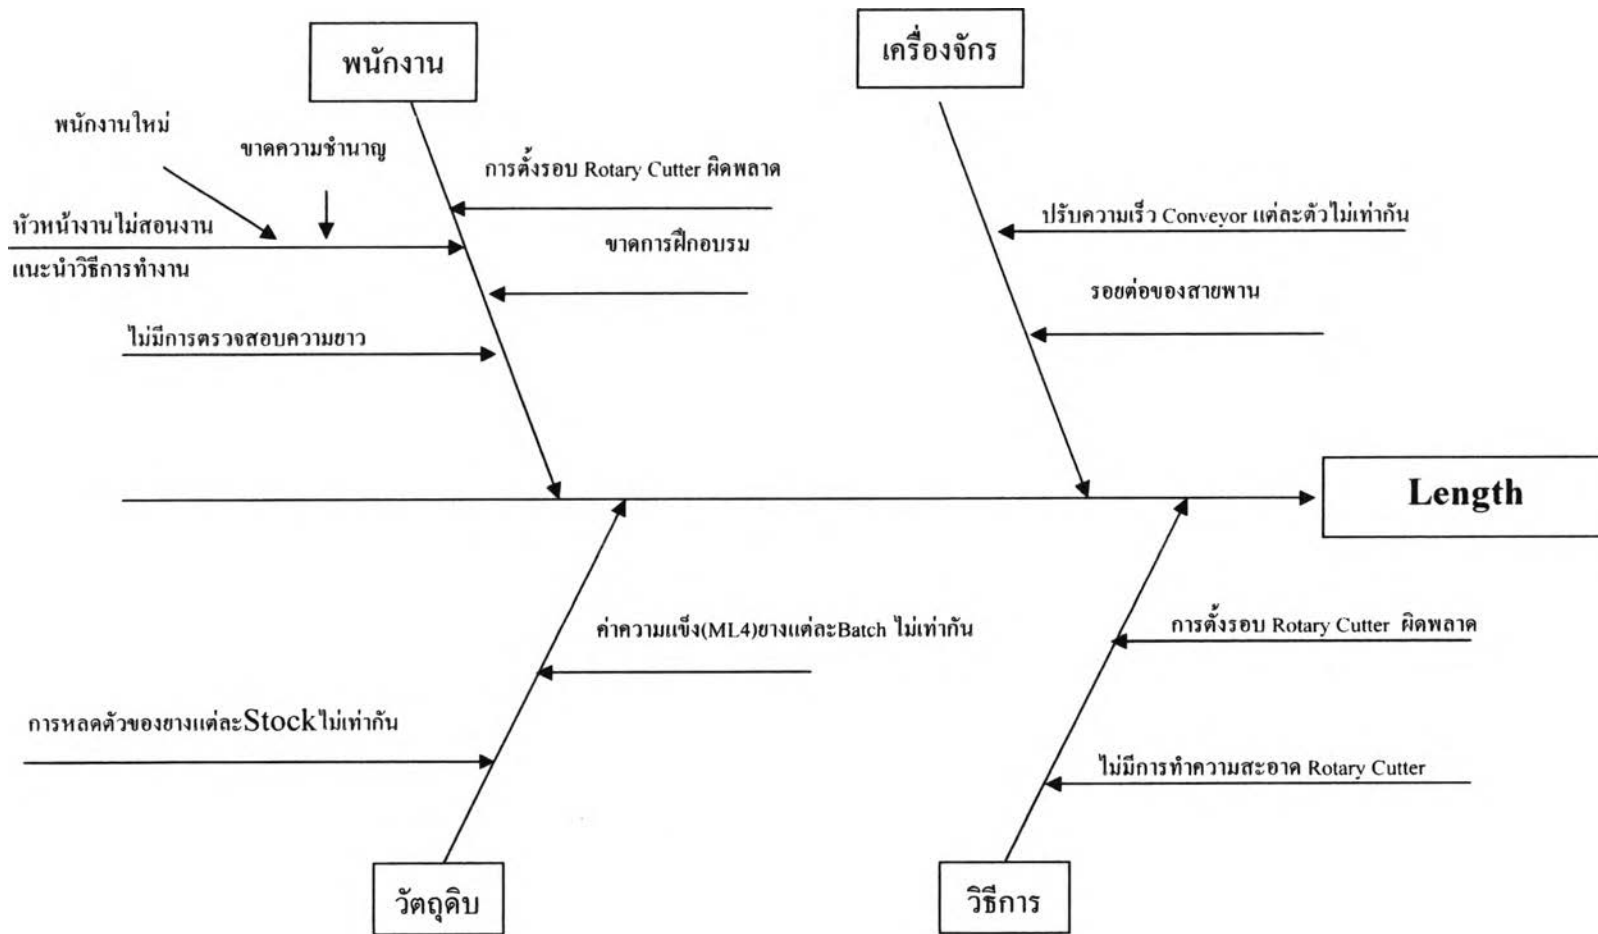 พนักงาน
เครื่องจักร
พนักงานใหม่
ขาดความชำนาญ
การตั้งรอบ Rotary Cutter ผิดพลาด
หัวหน้างานไม่สอนงาน
แนะนำวิธีการทำงาน
ปรับความเร็ว Conveyor แต่ละตัวไม่เท่ากัน
ขาดการฝึกอบรม
รอยต่อของสายพาน
ไม่มีการตรวจสอบความยาว
Length
ค่าความแข็ง(ML4)ยางแต่ละBatch ไม่เท่ากัน
การตั้งรอบ Rotary Cutter ผิดพลาด
การหลดตัวของยางแต่ละStockไม่เท่ากัน
ไม่มีการทำความสะอาด Rotary Cutter
วัตถุดิบ
วิธีการ